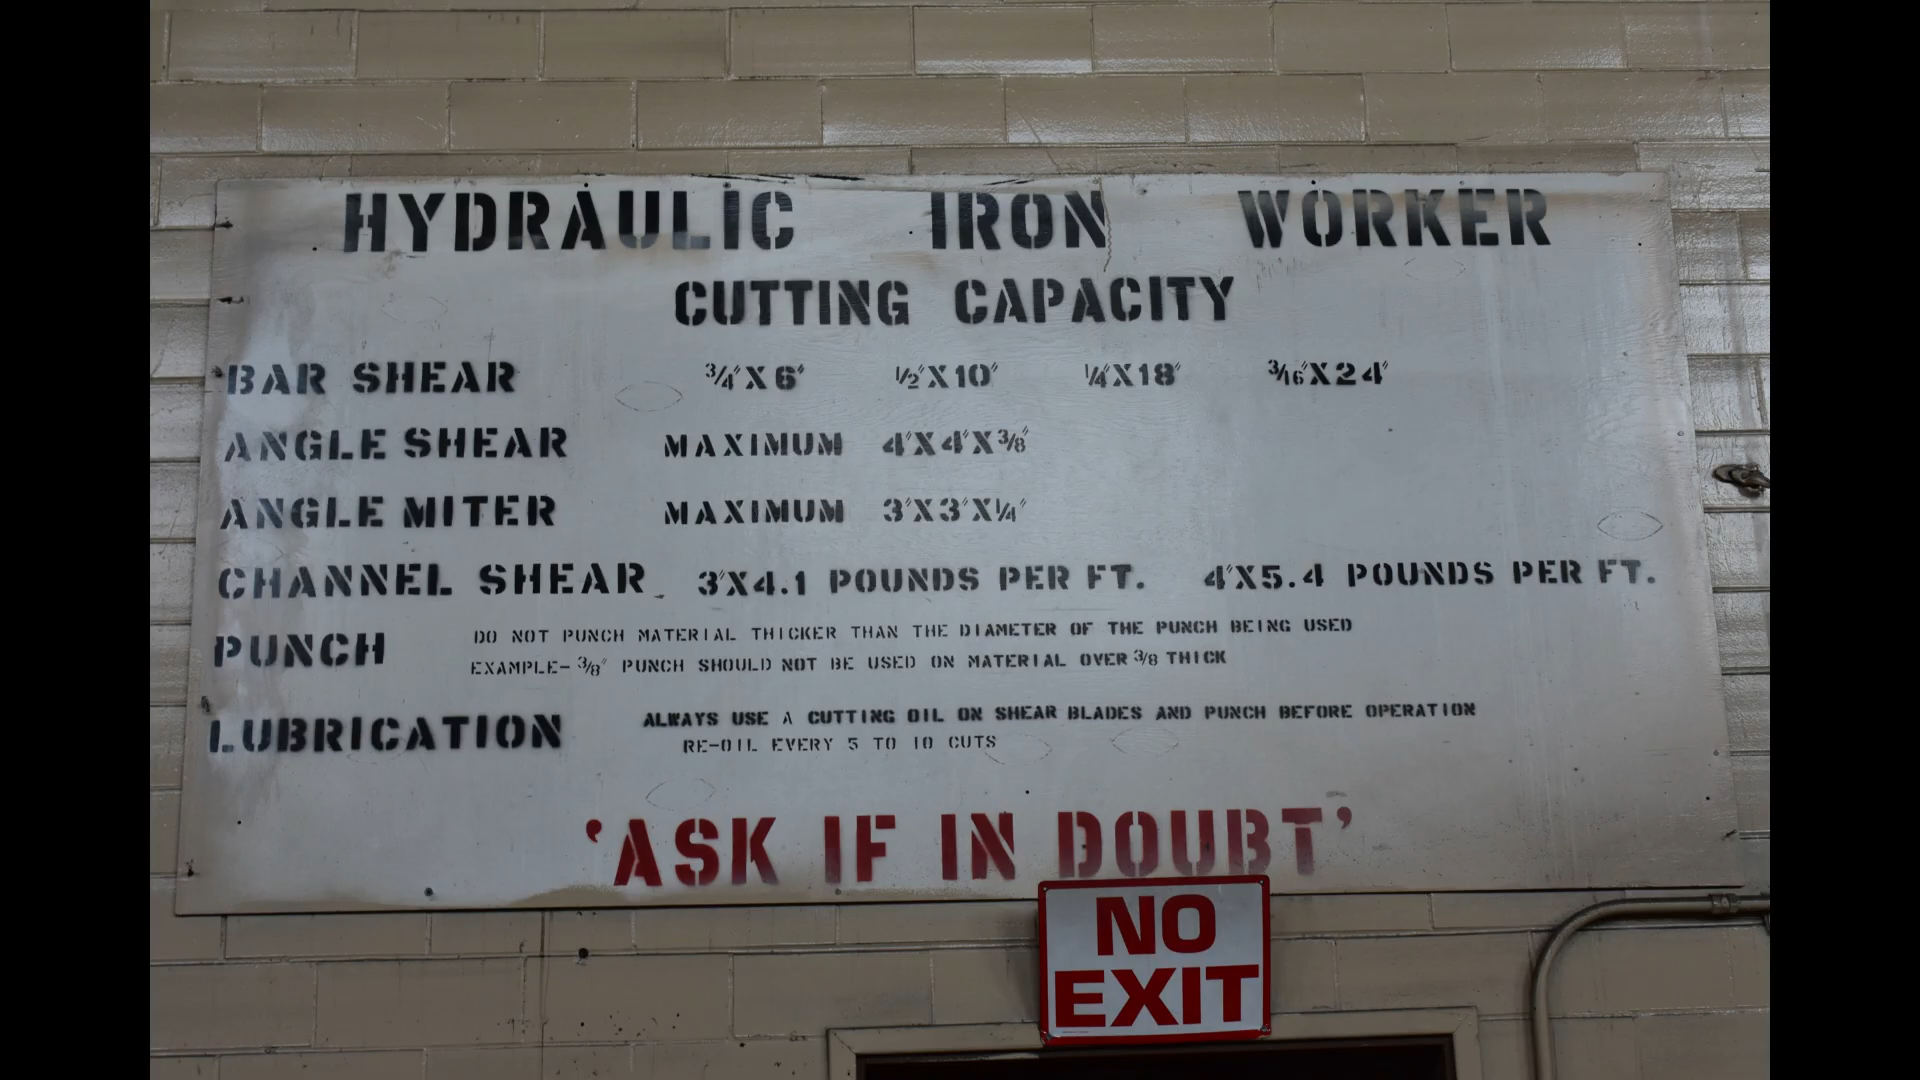 HYDRAULIC IRON WORKER
CUTTING CAPACITY
BAR SHEAR 3/4"X6" 1/2"X10" 1/4"X18" 3/16"X24"
ANGLE SHEAR MAXIMUM 4"X4"X3/8"
ANGLE MITER MAXIMUM 3"X3"X1/4"
CHANNEL SHEAR 3"X4.1 POUNDS PER FT. 4"X5.4 POUNDS PER FT.
PUNCH DO NOT PUNCH MATERIAL THICKER THAN THE DIAMETER OF THE PUNCH BEING USED
EXAMPLE- 3/8" PUNCH SHOULD NOT BE USED ON MATERIAL OVER 3/8 THICK
LUBRICATION ALWAYS USE A CUTTING OIL ON SHEAR BLADES AND PUNCH BEFORE OPERATION
RE-OIL EVERY 5 TO 10 CUTS
'ASK IF IN DOUBT'
NO
EXIT